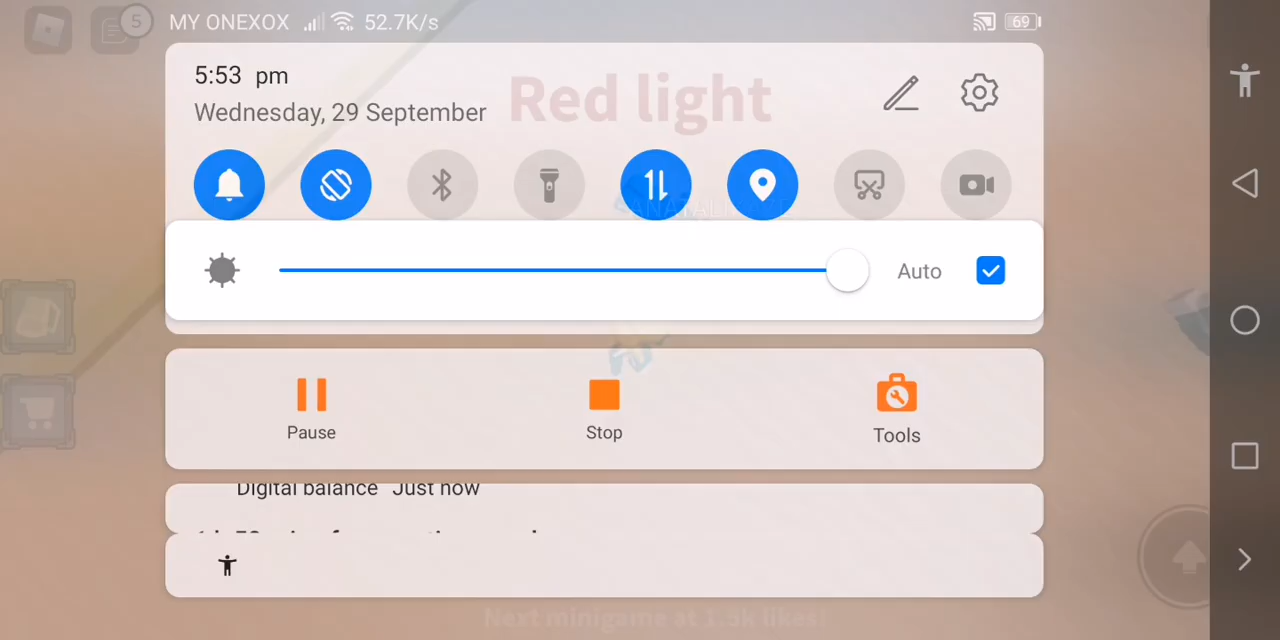 5
MY ONEXOX 52.7K/s
69
5:53 pm
Wednesday, 29 September
Red light
Auto
Pause
Stop
Tools
Digital balance Just now
Next minigame at 1.5k likes!